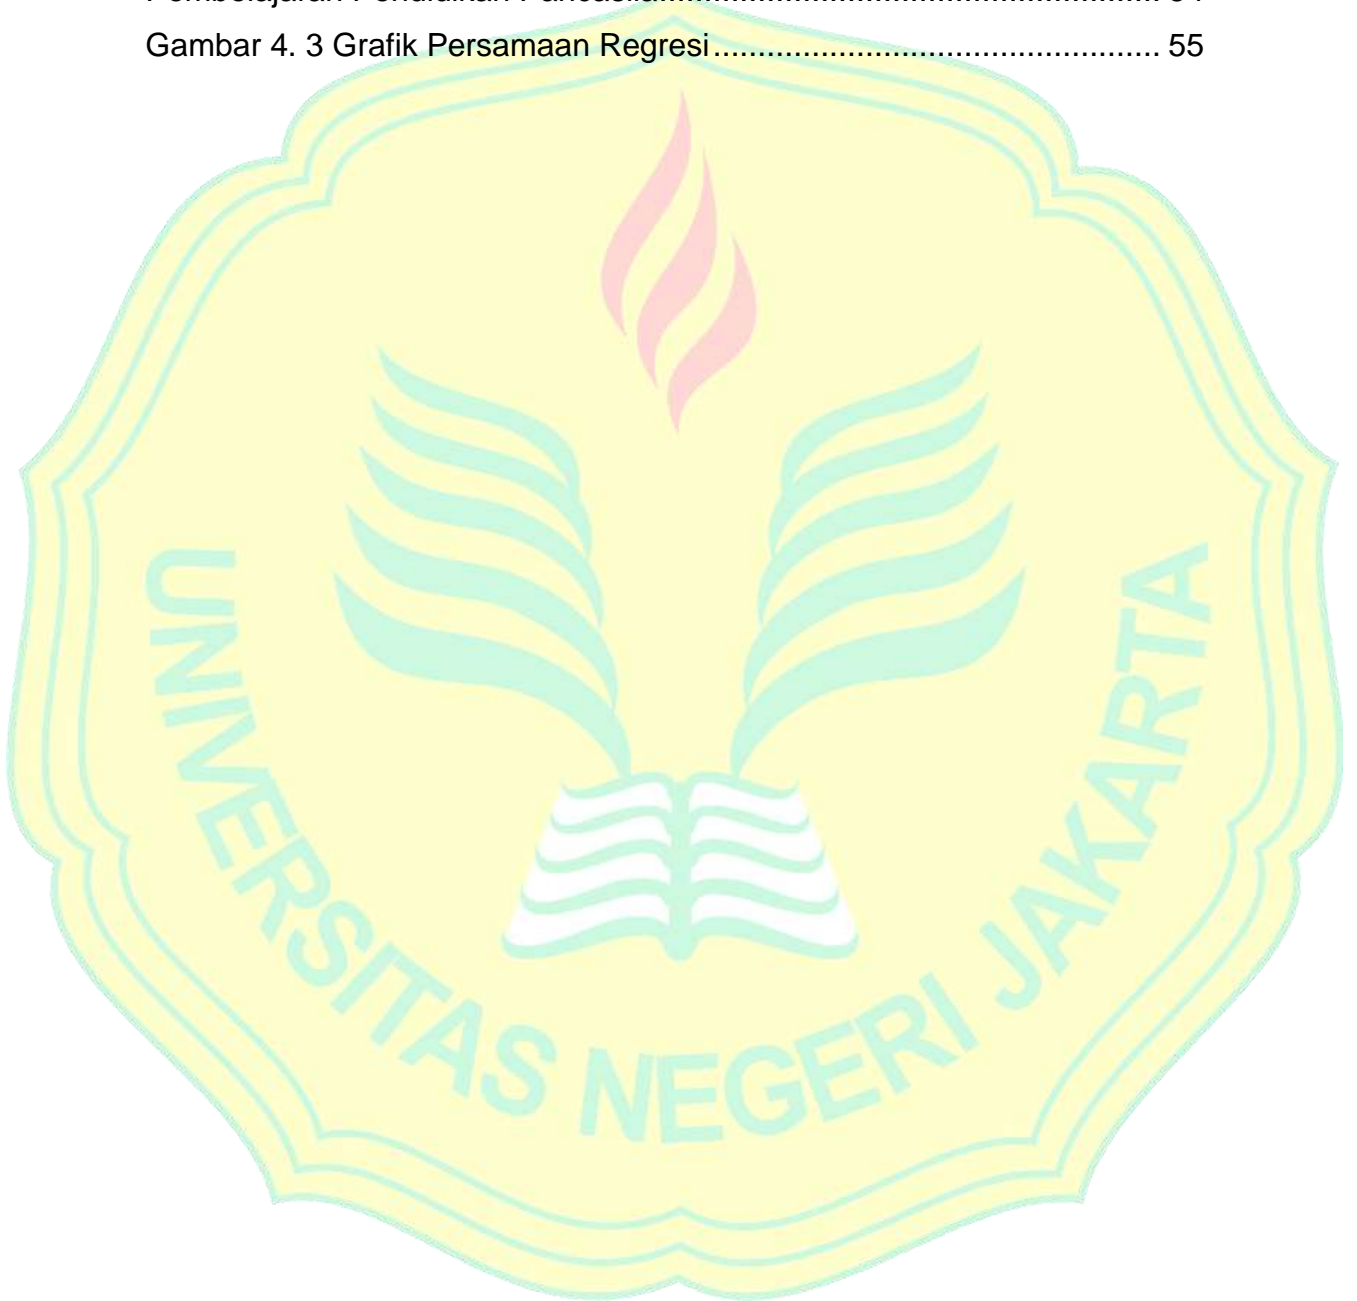 Pembelajaran Pendidikan Pancasila
Gambar 4. 3 Grafik Persamaan Regresi.................................................. 55
UNIVERSITAS NEGERI JAKARTA